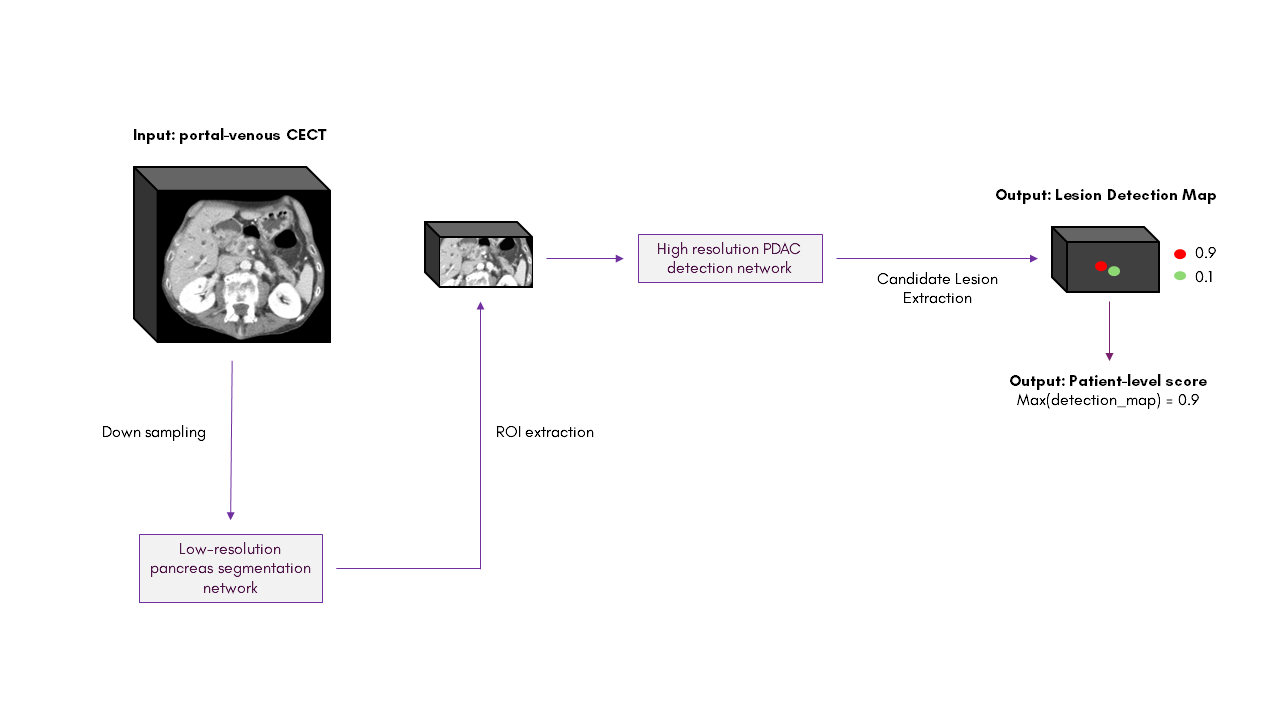 Input: portal-venous CECT
Output: Lesion Detection Map
High resolution PDAC
detection network
0.9
0.1
Candidate Lesion
Extraction
Output: Patient-level score
Max(detection_map) = 0.9
Down sampling
ROI extraction
Low-resolution
pancreas segmentation
network